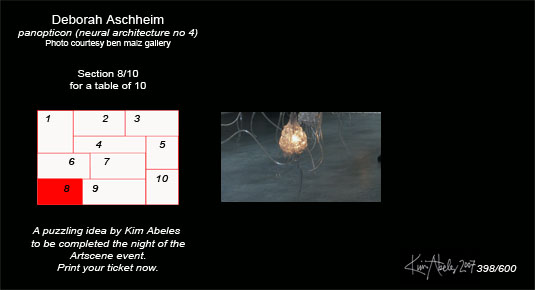 Deborah Aschheim
panopticon (neural architecture no 4)
Photo courtesy ben maiz gallery
Section 8/10
for a table of 10
1 2 3
4 5
6 7
8 9 10
A puzzling idea by Kim Abeles
to be completed the night of the
Artscene event.
Print your ticket now.
Kim Abeles 2007 398/600